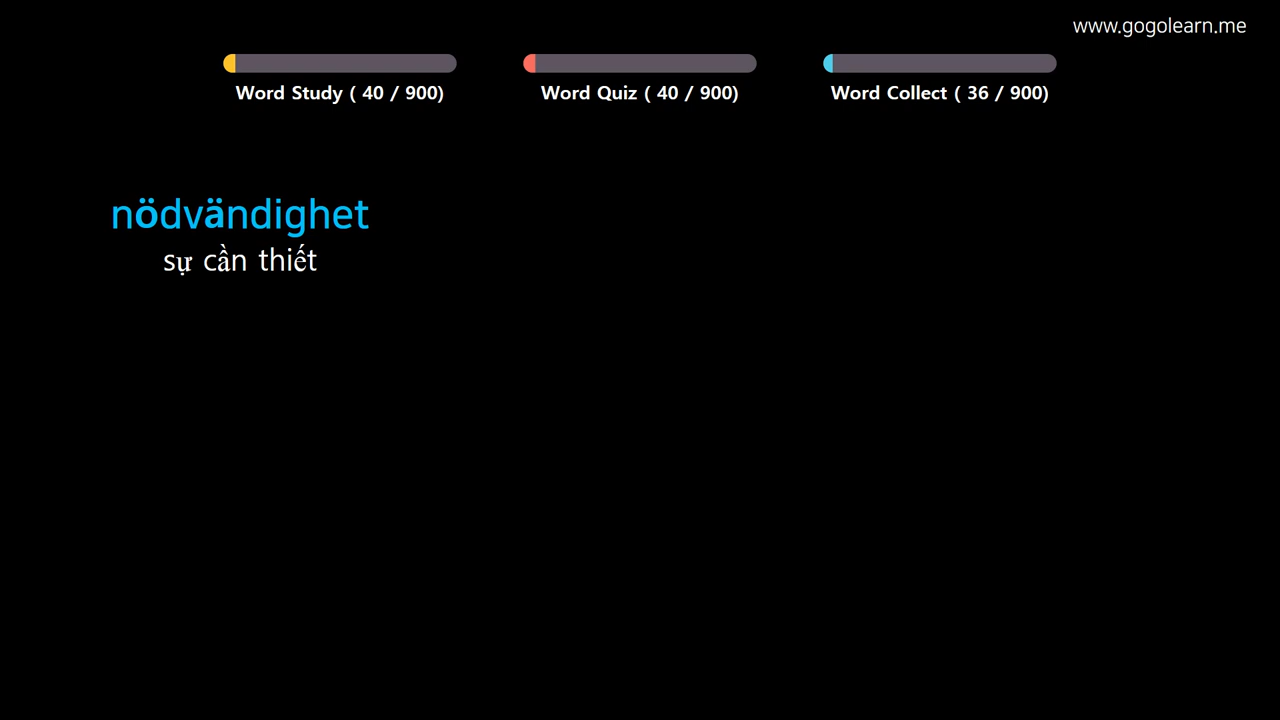 www.gogolearn.me
Word Study ( 40 / 900)
Word Quiz ( 40 / 900)
Word Collect ( 36 / 900)
nödvändighet
sự cần thiết